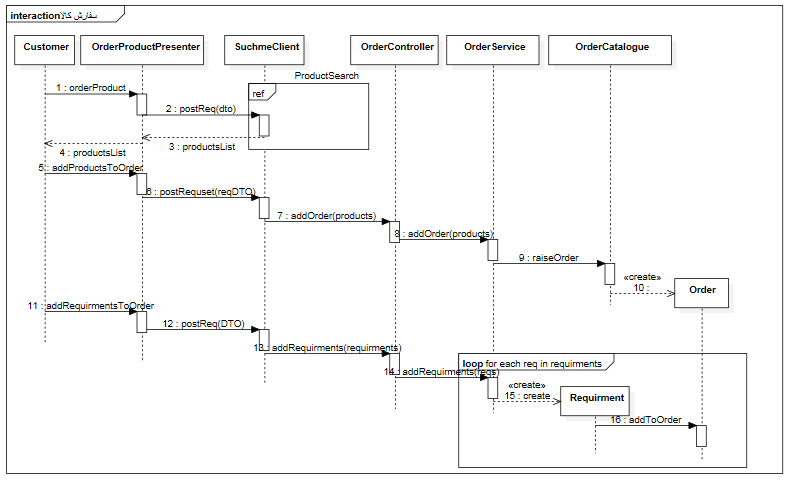 interaction سفارش کالا
Customer
OrderProductPresenter
SuchmeClient
OrderController
OrderService
OrderCatalogue
ProductSearch
ref
1 : orderProduct
2 : postReq(dto)
3 : productsList
4 : productsList
5 : addProductsToOrder
6 : postRequset(reqDTO)
7 : addOrder(products)
8 : addOrder(products)
9 : raiseOrder
«create»
10 :
Order
11 : addRequirmentsToOrder
12 : postReq(DTO)
13 : addRequirments(requirments)
loop for each req in requirments
14 : addRequirments(reqs)
«create»
15 : create
Requirment
16 : addToOrder